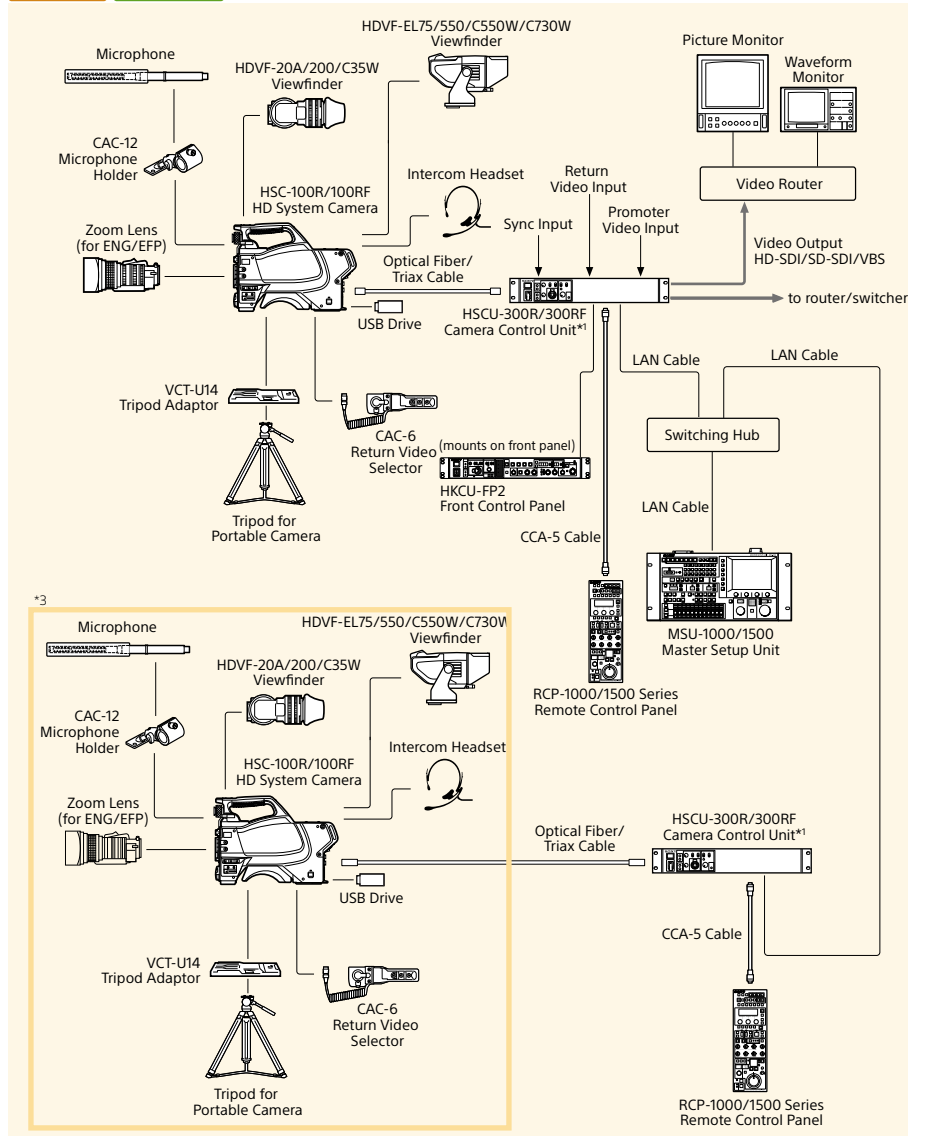 HDVF-EL75/550/C550W/C730W
Viewfinder
Microphone
HDVF-20A/200/C35W
Viewfinder
Picture Monitor
Waveform
Monitor
CAC-12
Microphone
Holder
HSC-100R/100RF
HD System Camera
Intercom Headset
Return
Video Input
Video Router
Zoom Lens
(for ENG/EFP)
Sync Input
Promoter
Video Input
Optical Fiber/
Triax Cable
Video Output
HD-SDI/SD-SDI/VBS
to router/switcher
USB Drive
HSCU-300R/300RF
Camera Control Unit*1
LAN Cable
LAN Cable
VCT-U14
Tripod Adaptor
CAC-6
Return Video
Selector
(mounts on front panel)
Switching Hub
HKCU-FP2
Front Control Panel
LAN Cable
Tripod for
Portable Camera
CCA-5 Cable
MSU-1000/1500
Master Setup Unit
RCP-1000/1500 Series
Remote Control Panel
*3
HDVF-EL75/550/C550W/C730W
Viewfinder
Microphone
HDVF-20A/200/C35W
Viewfinder
CAC-12
Microphone
Holder
HSC-100R/100RF
HD System Camera
Intercom Headset
Zoom Lens
(for ENG/EFP)
Optical Fiber/
Triax Cable
HSCU-300R/300RF
Camera Control Unit*1
USB Drive
CCA-5 Cable
VCT-U14
Tripod Adaptor
CAC-6
Return Video
Selector
Tripod for
Portable Camera
RCP-1000/1500 Series
Remote Control Panel